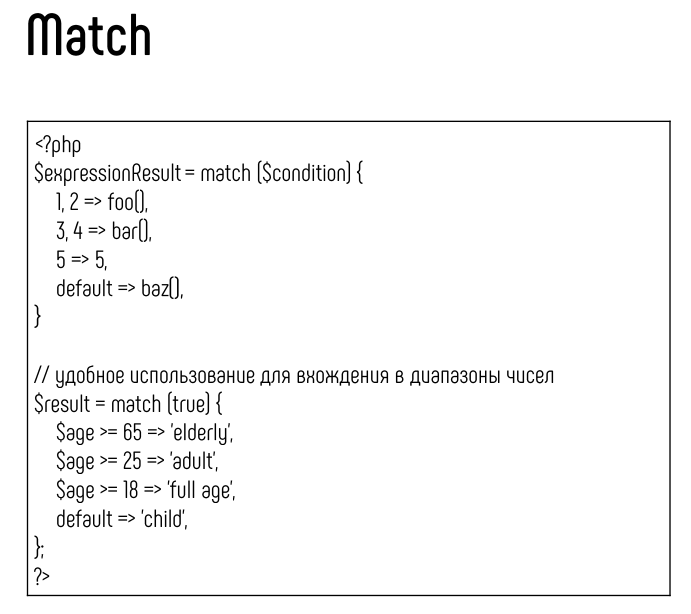 Match
<?php
$expressionResult = match ($condition) {
    1, 2 => foo(),
    3, 4 => bar(),
    5 => 5,
    default => baz(),
}

// удобное использование для вхождения в диапазоны чисел
$result = match (true) {
    $age >= 65 => 'elderly',
    $age >= 25 => 'adult',
    $age >= 18 => 'full age',
    default => 'child',
};
?>